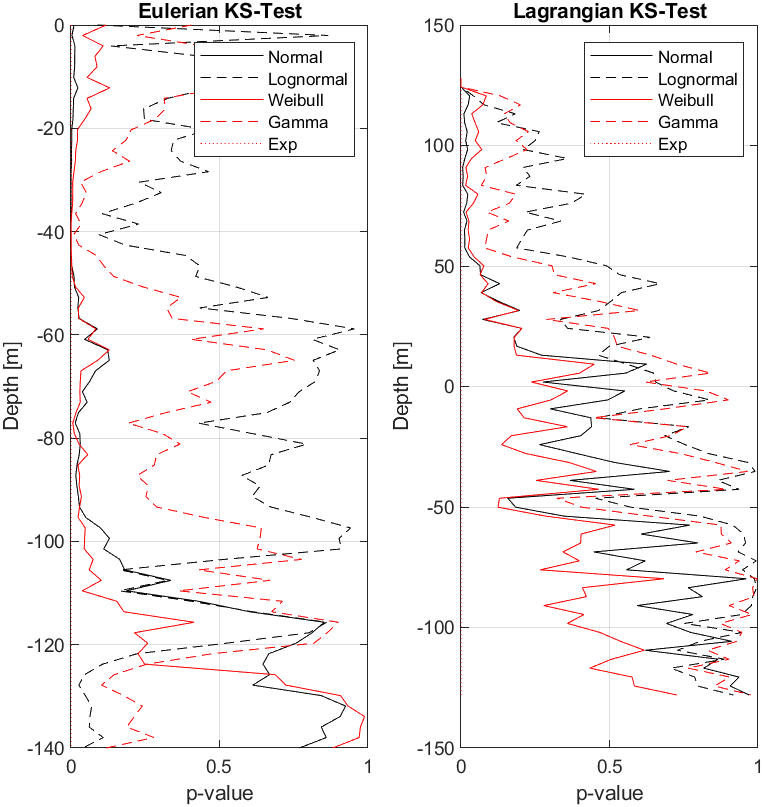 Eulerian KS-Test
Normal
Lognormal
Weibull
Gamma
Exp
0
-20
-40
-60
-80
-100
-120
-140
Depth [m]
0
0.5
1
p-value
Lagrangian KS-Test
Normal
Lognormal
Weibull
Gamma
Exp
150
100
50
0
-50
-100
-150
Depth [m]
0
0.5
1
p-value